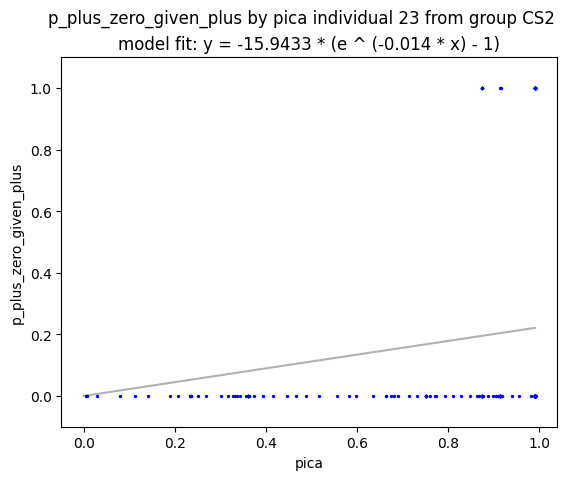 p_plus_zero_given_plus by pica individual 23 from group CS2
model fit: y = -15.9433 * (e ^ (-0.014 * x) - 1)
1.0
0.8
0.6
0.4
0.2
0.0
p_plus_zero_given_plus
0.0 0.2 0.4 0.6 0.8 1.0
pica